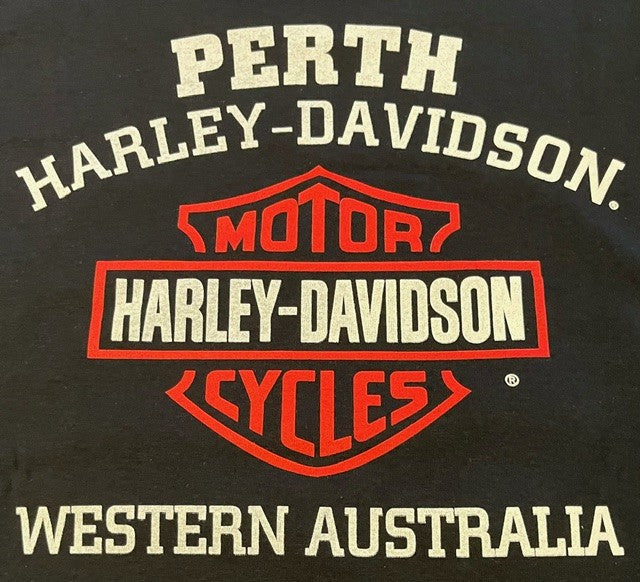 PERTH
HARLEY-DAVIDSON®
MOTOR
HARLEY-DAVIDSON
CYCLES
®
WESTERN AUSTRALIA